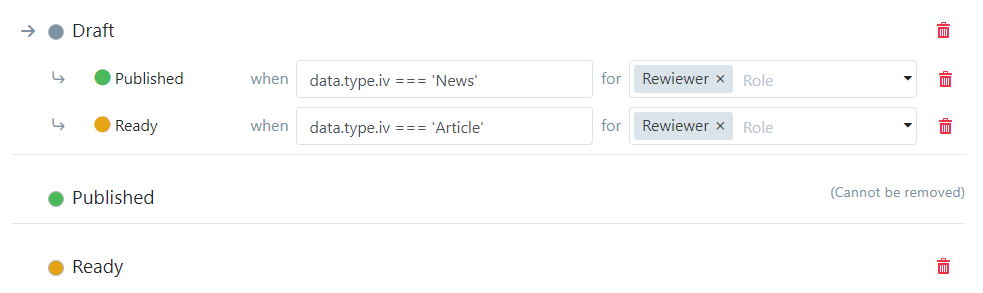 Draft
Published when data.type.iv === 'News' for Rewiewer × Role
Ready when data.type.iv === 'Article' for Rewiewer × Role
Published (Cannot be removed)
Ready